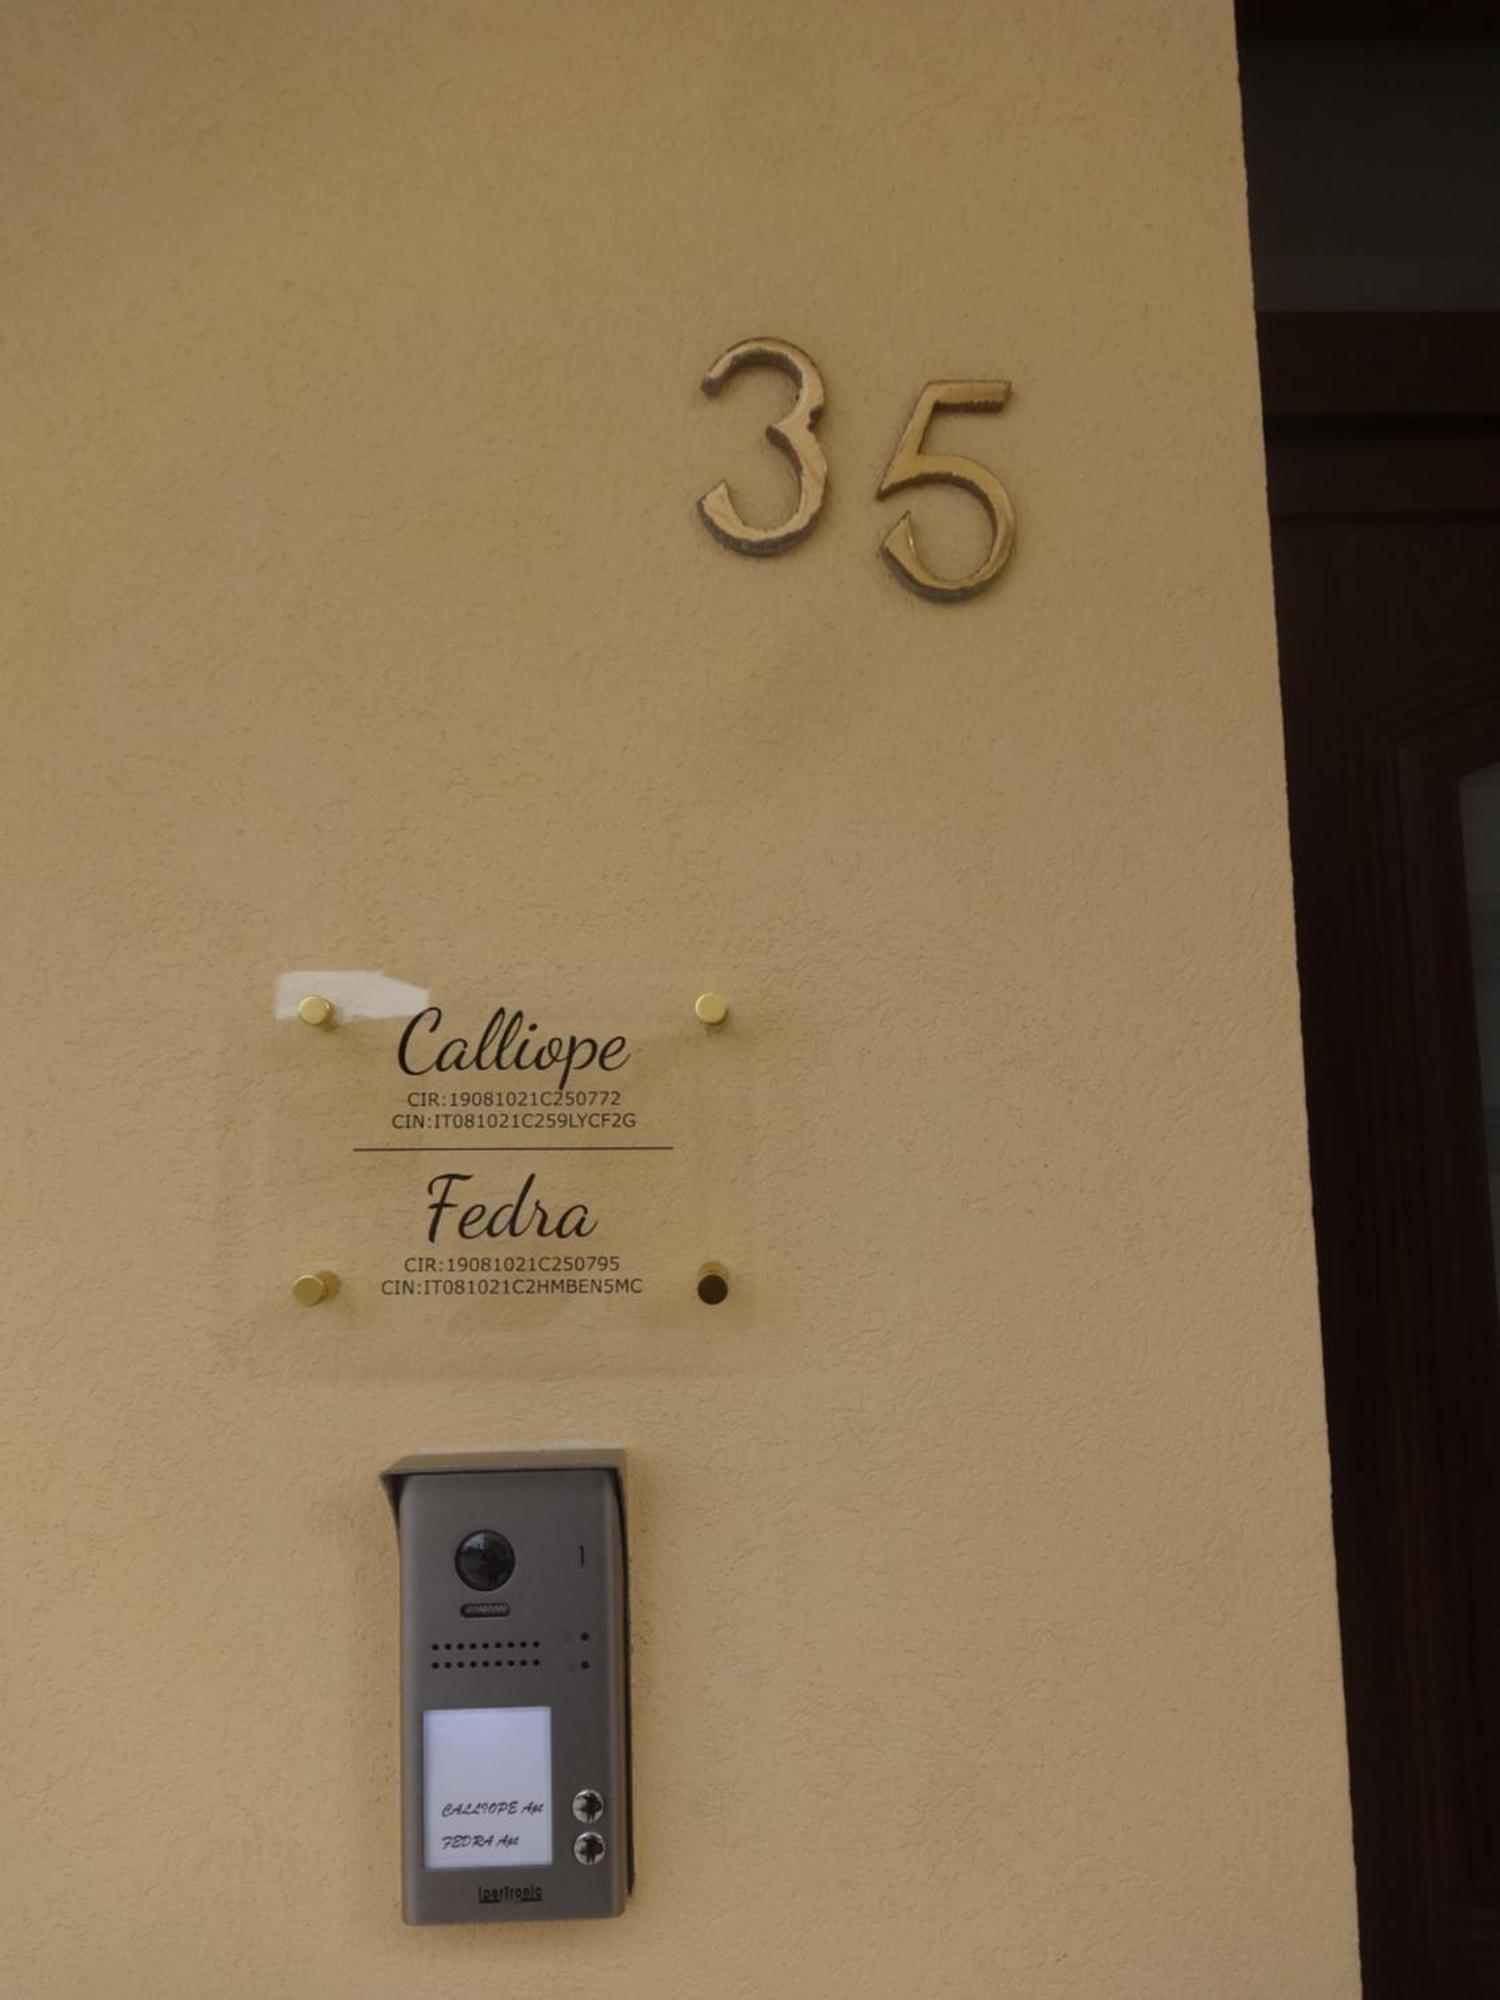 35
Calliope
CIR:19081021C250772
CIN:IT081021C259LYCF2G
Fedra
CIR:19081021C250795
CIN:IT081021C2HMBEN5MC
CALLIOPE Apt
FEDRA Apt
IperTronic